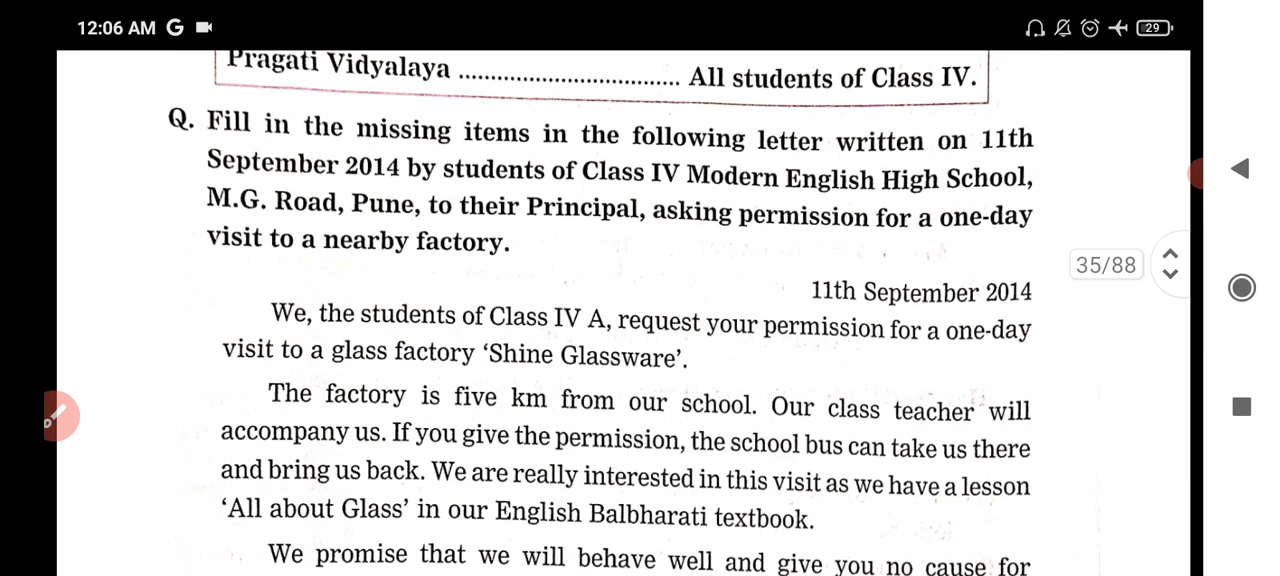 12:06 AM G
29
Pragati Vidyalaya .................................. All students of Class IV.
Q. Fill in the missing items in the following letter written on 11th
September 2014 by students of Class IV Modern English High School,
M.G. Road, Pune, to their Principal, asking permission for a one-day
visit to a nearby factory.
35/88
11th September 2014
We, the students of Class IV A, request your permission for a one-day
visit to a glass factory ‘Shine Glassware’.
The factory is five km from our school. Our class teacher will
accompany us. If you give the permission, the school bus can take us there
and bring us back. We are really interested in this visit as we have a lesson
‘All about Glass’ in our English Balbharati textbook.
We promise that we will behave well and give you no cause for